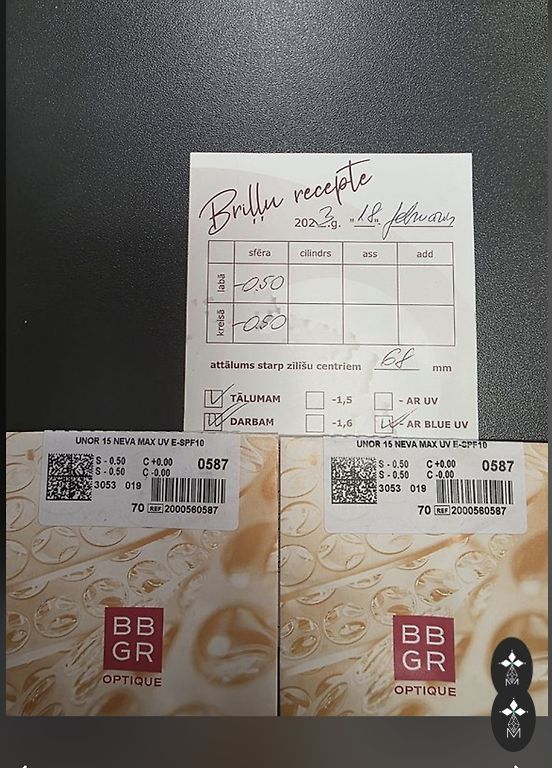 Briļļu recepte
2023.g. "18". februaris
sfēra cilindrs ass add
labā -0.50
kreisā -0.50
attālums starp zilīšu centriem 68 mm
TĀLUMAM -1,5 - AR UV
DARBAM -1,6 - AR BLUE UV
UNOR 15 NEVA MAX UV E-SPF10
S - 0.50 C +0.00 0587
S - 0.50 C -0.00
3053 019
70 REF 2000560587
BB
GR
OPTIQUE
UNOR 15 NEVA MAX UV E-SPF10
S - 0.50 C +0.00 0587
S - 0.50 C -0.00
3053 019
70 REF 2000560587
BB
GR
OPTIQUE
M
M